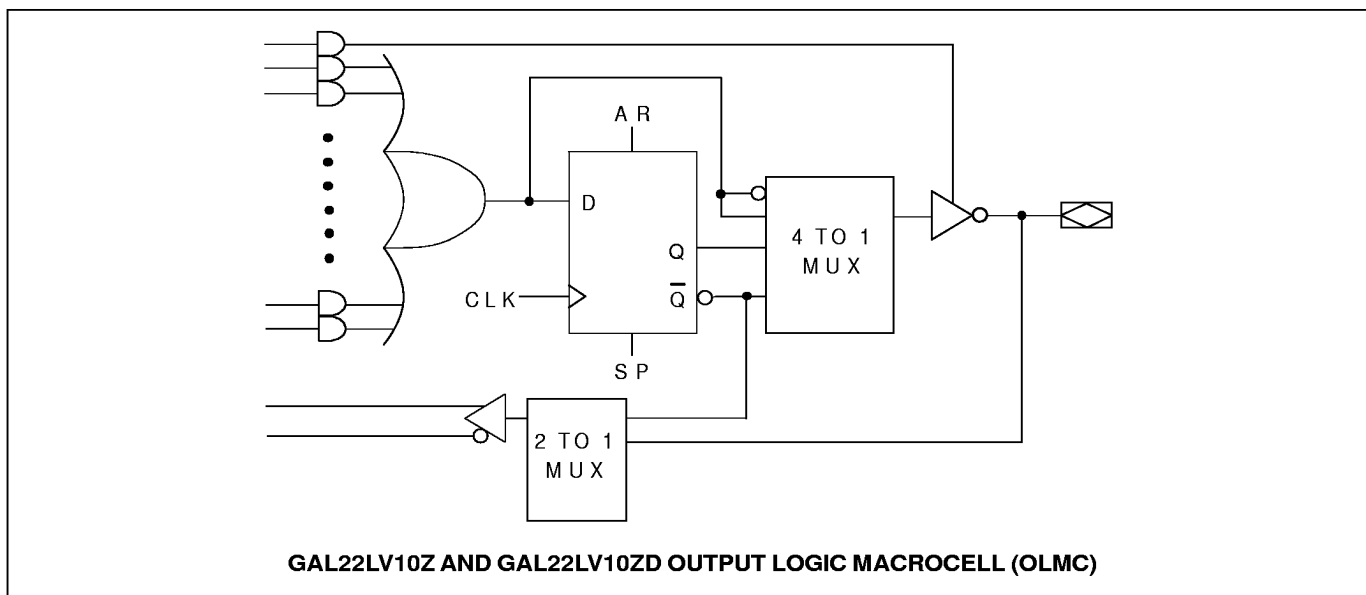 AR
D
Q
4 TO 1
MUX
CLK
Q̅
SP
2 TO 1
MUX
GAL22LV10Z AND GAL22LV10ZD OUTPUT LOGIC MACROCELL (OLMC)